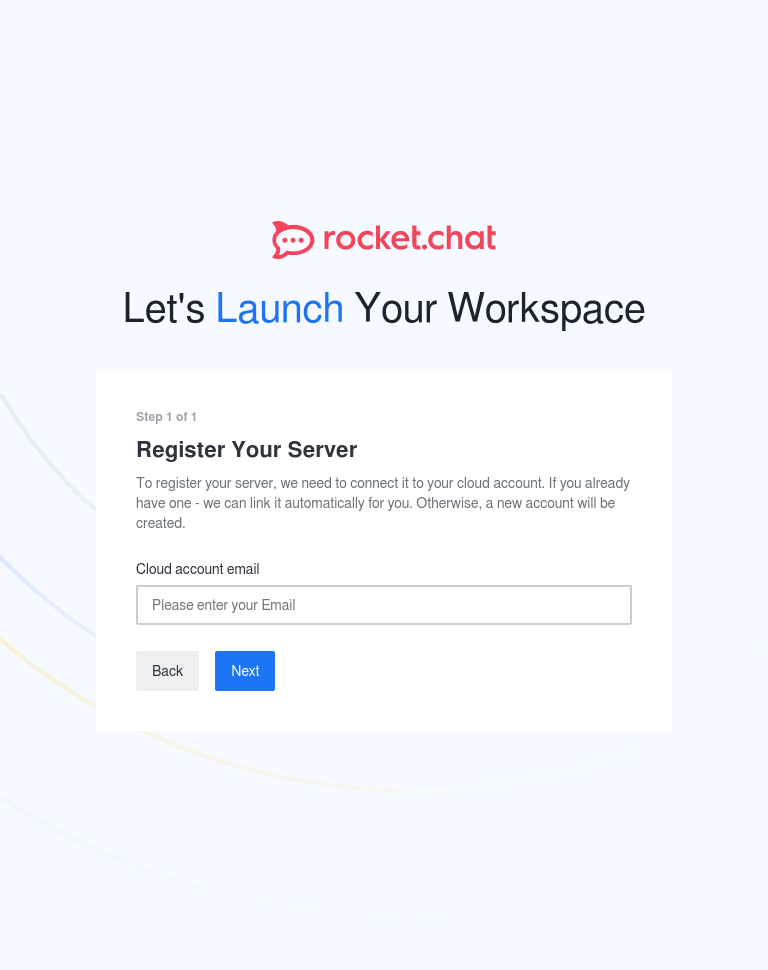 rocket.chat
Let's Launch Your Workspace
Step 1 of 1
Register Your Server
To register your server, we need to connect it to your cloud account. If you already
have one - we can link it automatically for you. Otherwise, a new account will be
created.
Cloud account email
Please enter your Email
Back Next